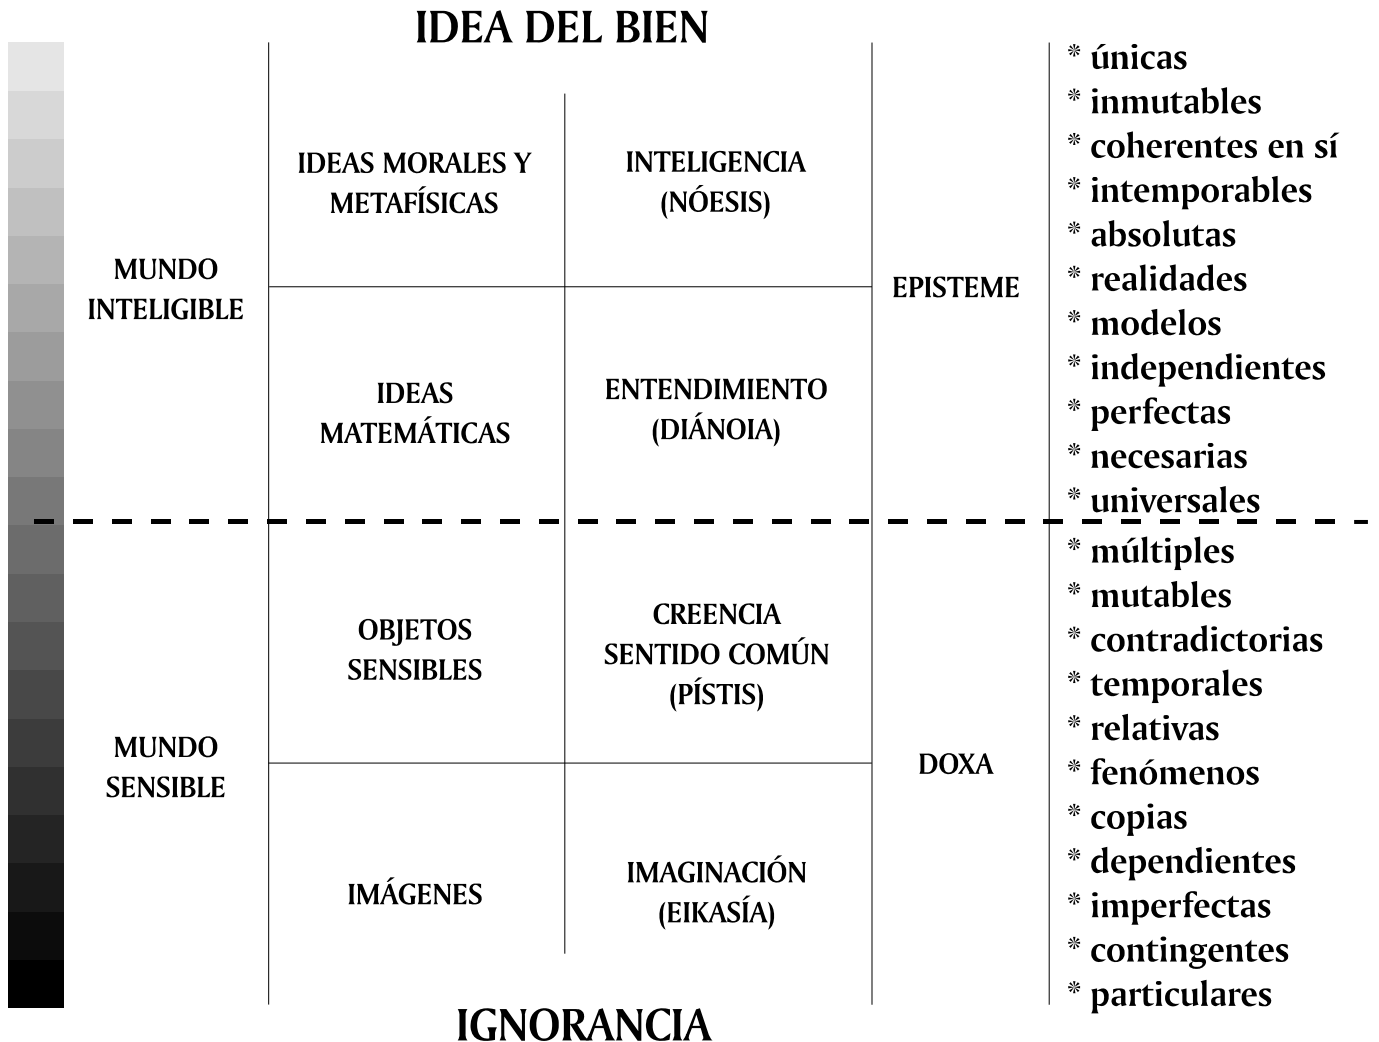 IDEA DEL BIEN
MUNDO
INTELIGIBLE
IDEAS MORALES Y
METAFÍSICAS
INTELIGENCIA
(NÓESIS)
IDEAS
MATEMÁTICAS
ENTENDIMIENTO
(DIÁNOIA)
EPISTEME
* únicas
* inmutables
* coherentes en sí
* intemporables
* absolutas
* realidades
* modelos
* independientes
* perfectas
* necesarias
* universales
MUNDO
SENSIBLE
OBJETOS
SENSIBLES
CREENCIA
SENTIDO COMÚN
(PÍSTIS)
IMÁGENES
IMAGINACIÓN
(EIKASÍA)
DOXA
* múltiples
* mutables
* contradictorias
* temporales
* relativas
* fenómenos
* copias
* dependientes
* imperfectas
* contingentes
* particulares
IGNORANCIA